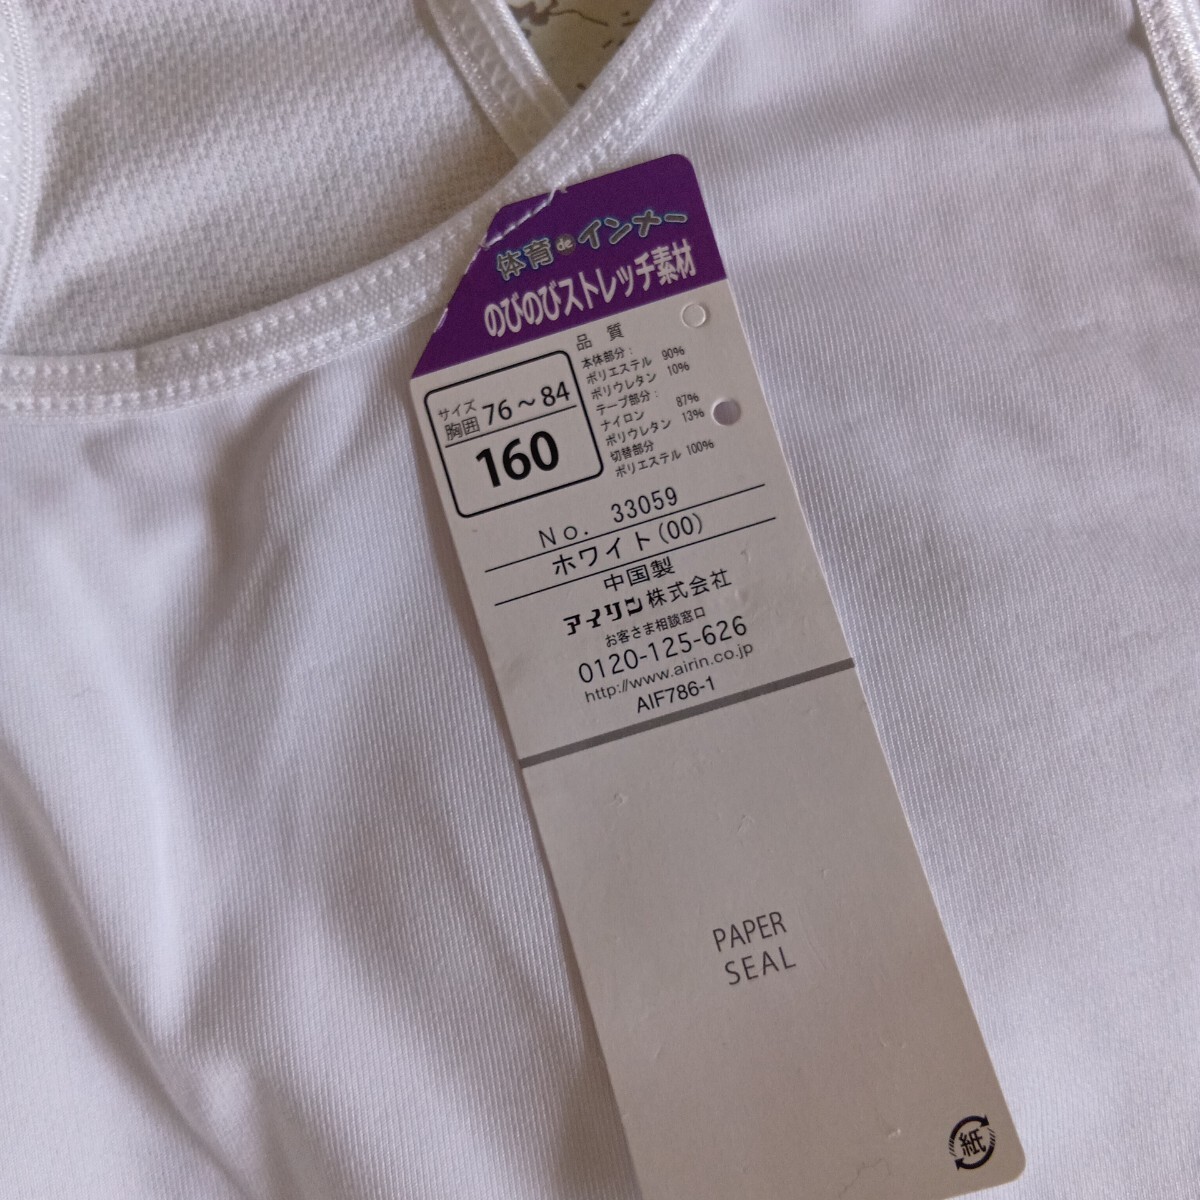 体育deインナー
のびのびストレッチ素材
サイズ
胸囲 76～84
160
品質
本体部分：
ポリエステル 90%
ポリウレタン 10%
テープ部分：
ナイロン 87%
ポリウレタン 13%
切替部分
ポリエステル 100%
No. 33059
ホワイト(00)
中国製
アイリン株式会社
お客さま相談窓口
0120-125-626
http://www.airin.co.jp
AIF786-1
PAPER
SEAL
紙